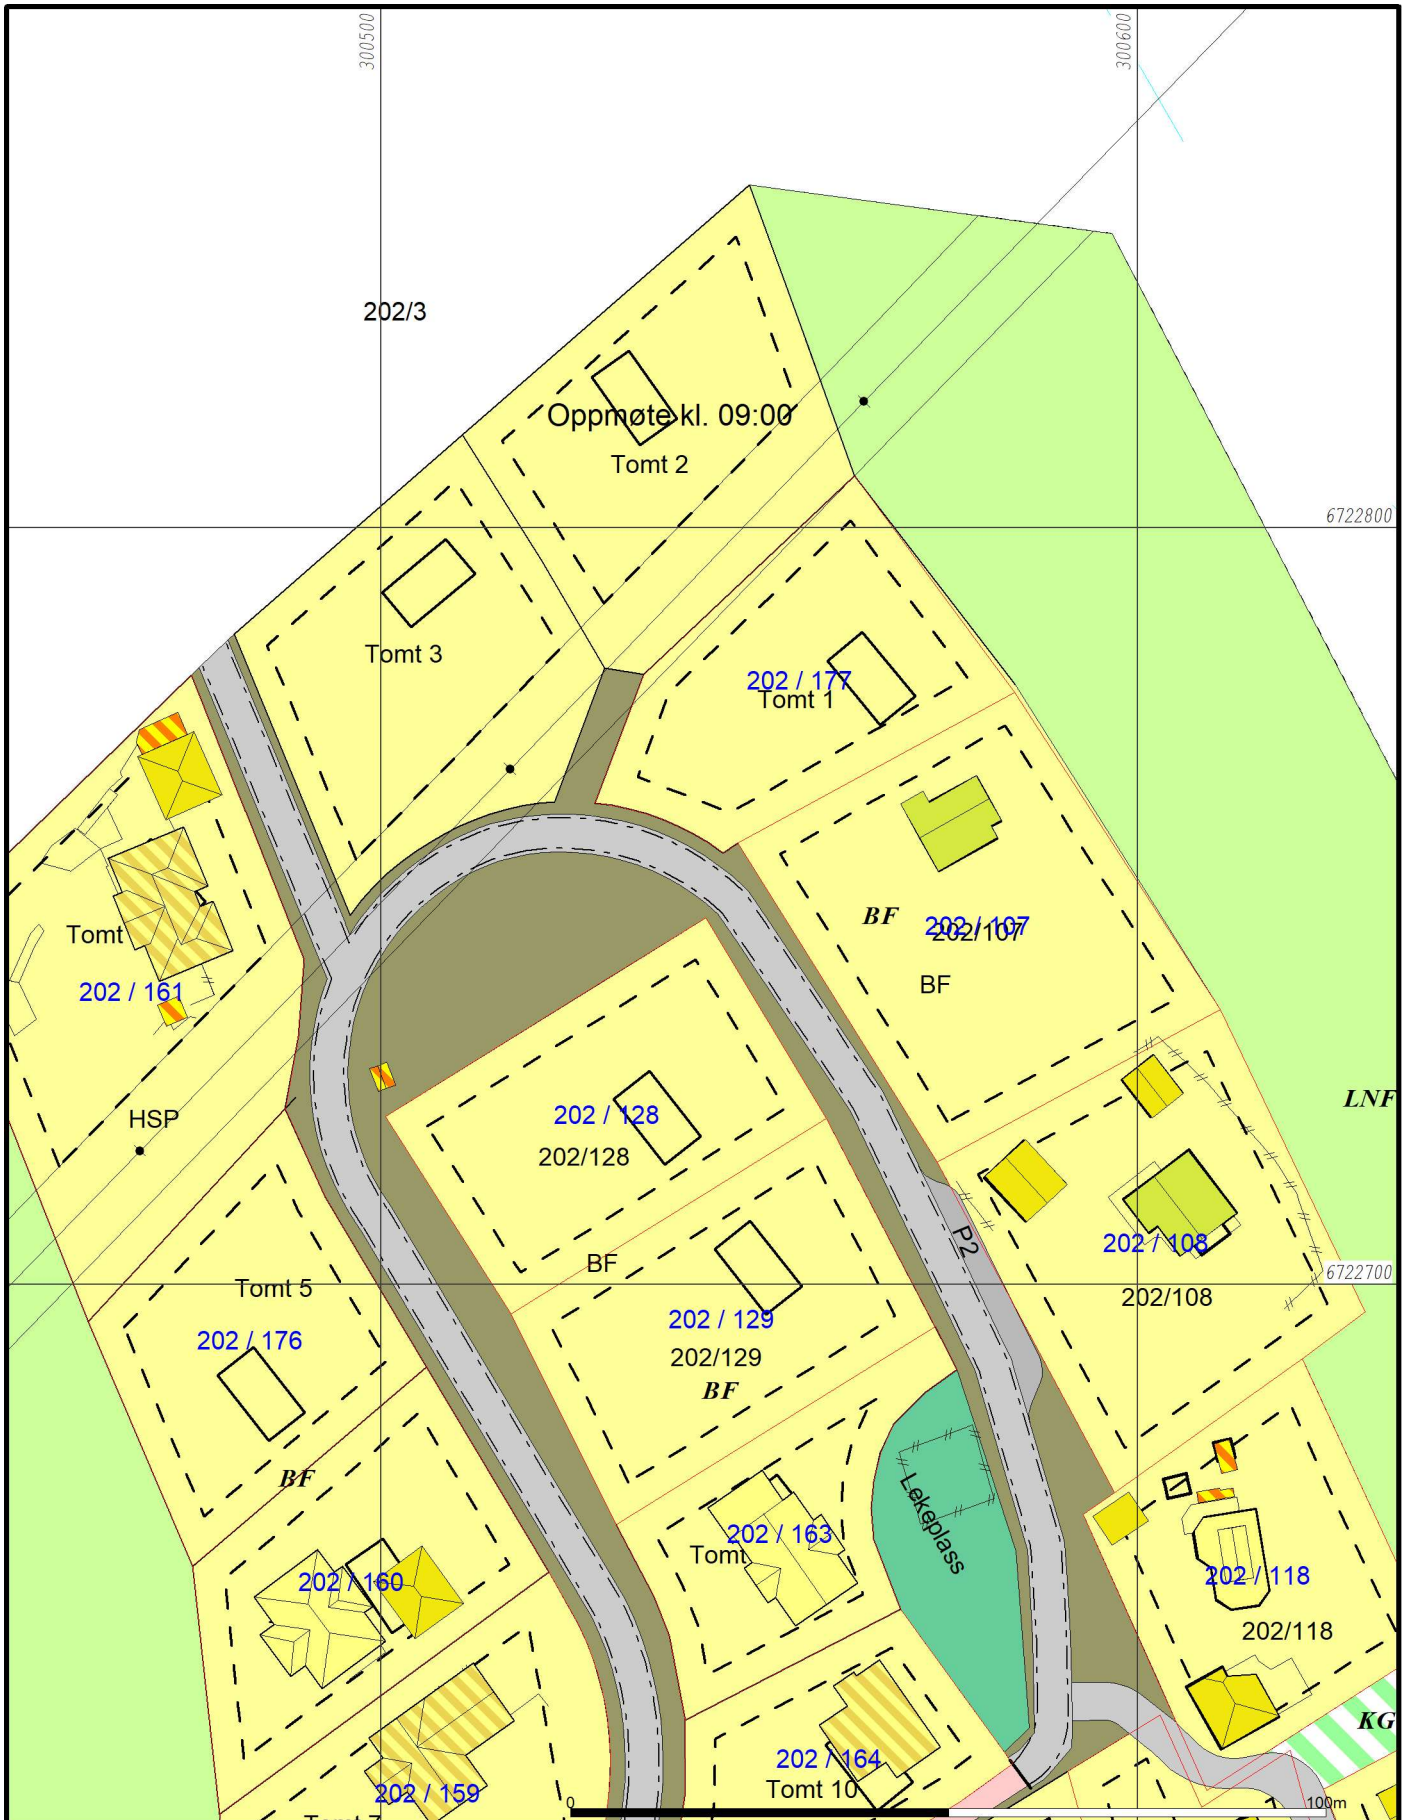 300500
300600
202/3
Oppmøte kl. 09:00
Tomt 2
6722800
Tomt 3
202 / 177
Tomt 1
BF
202 / 107
202/107
Tomt
BF
202 / 161
LNF
HSP
202 / 128
202/128
P2
202 / 108
BF
6722700
Tomt 5
202/108
202 / 129
202 / 176
202/129
BF
BF
Lekeplass
202 / 163
Tomt
202 / 160
202 / 118
202/118
KG
202 / 164
Tomt 10
202 / 159
0
100m